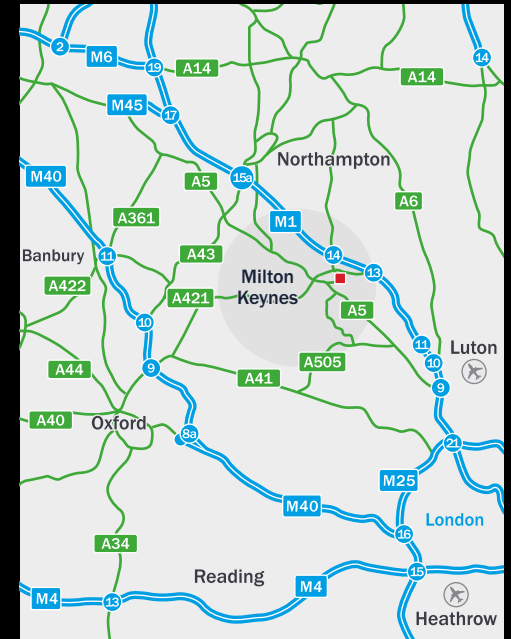 2
M6
19
A14
14
A14
M45
17
Northampton
M40
15a
A5
A6
A361
M1
Banbury
11
A43
14
13
A422
Milton
Keynes
A421
10
A5
11
Luton
A44
9
A505
10
A41
9
A40
Oxford
8a
21
M25
M40
London
16
A34
15
Reading
M4
M4
13
Heathrow